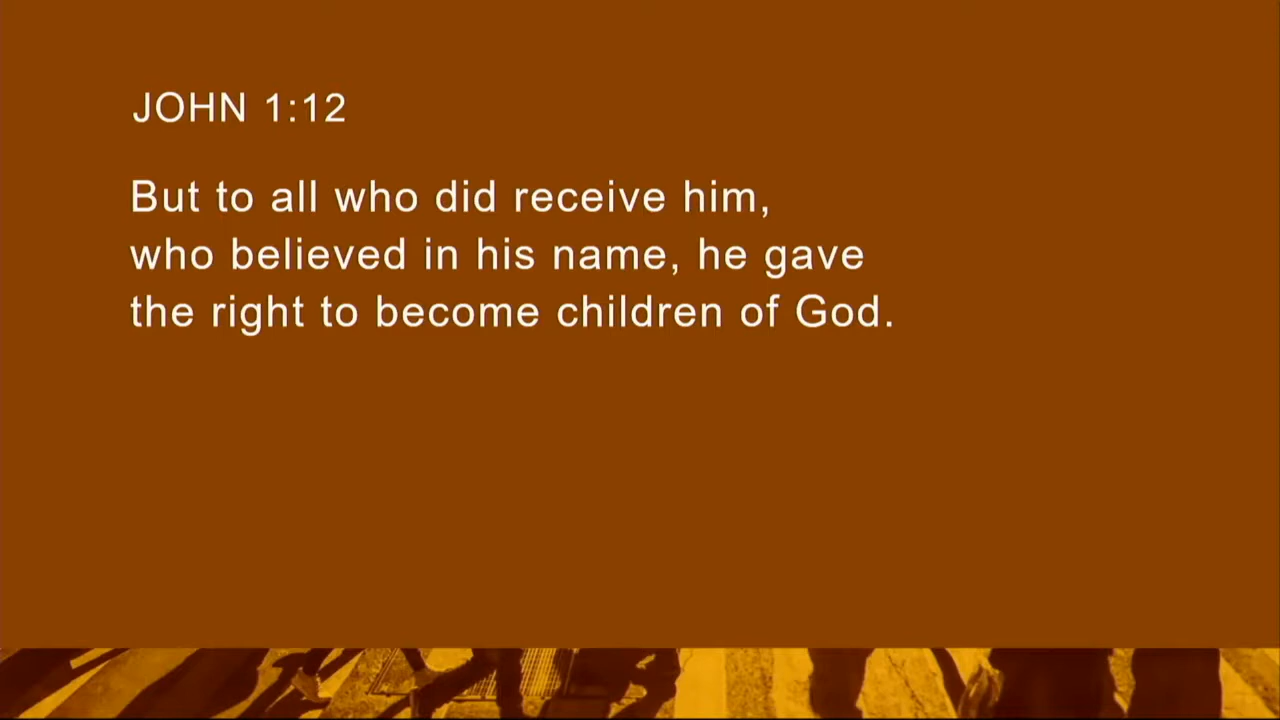 JOHN 1:12
But to all who did receive him,
who believed in his name, he gave
the right to become children of God.